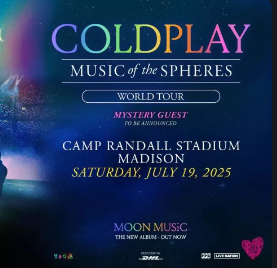 COLDPLAY
MUSIC of the SPHERES
WORLD TOUR
MYSTERY GUEST
TO BE ANNOUNCED
CAMP RANDALL STADIUM
MADISON
SATURDAY, JULY 19, 2025
MOON MUSiC
THE NEW ALBUM - OUT NOW
DHL
LIVE NATION